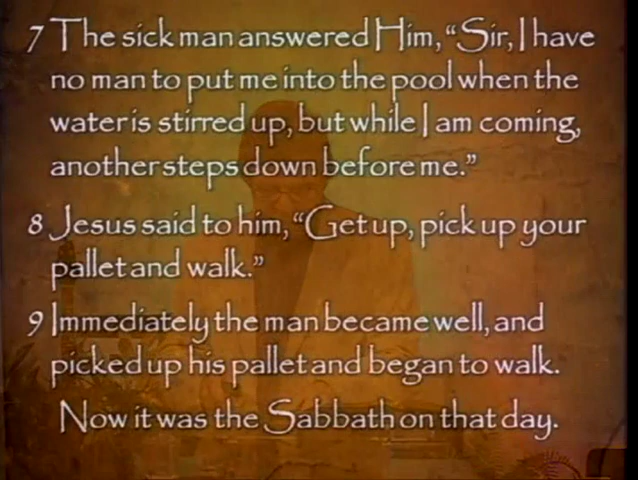 7 The sick man answered Him, “Sir, I have
no man to put me into the pool when the
water is stirred up, but while I am coming,
another steps down before me.”
8 Jesus said to him, “Get up, pick up your
pallet and walk.”
9 Immediately the man became well, and
picked up his pallet and began to walk.
Now it was the Sabbath on that day.